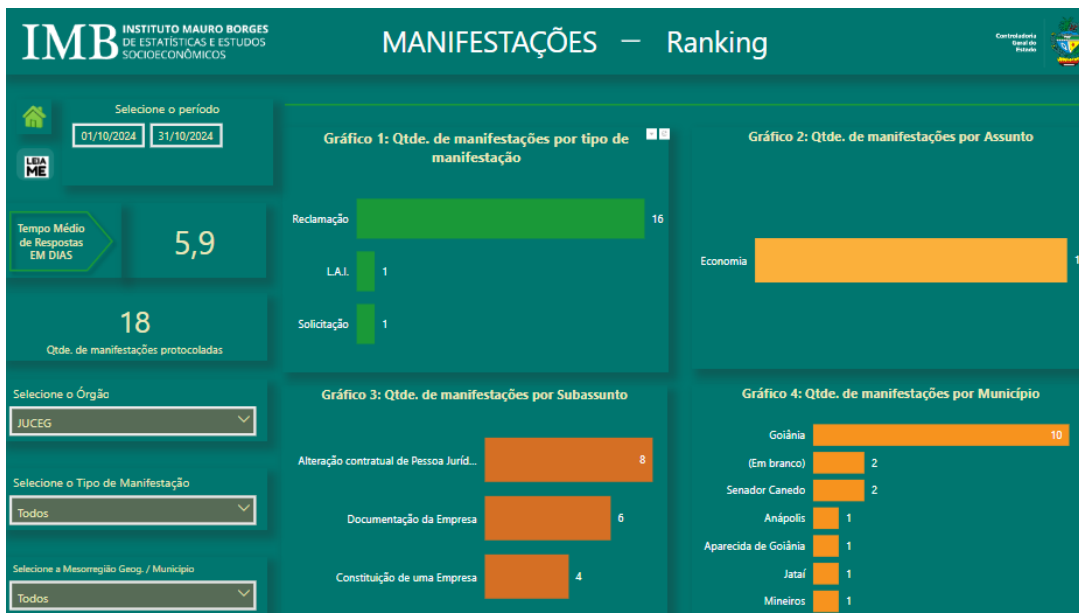 IMB INSTITUTO MAURO BORGES
DE ESTATÍSTICAS E ESTUDOS
SOCIOECONÔMICOS
MANIFESTAÇÕES — Ranking
Controladoria
Geral do
Estado
Selecione o período
01/10/2024 31/10/2024
LEIA
ME
Tempo Médio
de Respostas
EM DIAS
5,9
18
Qtde. de manifestações protocoladas
Selecione o Órgão
JUCEG
Selecione o Tipo de Manifestação
Todos
Selecione a Mesorregião Geog. / Município
Todos
Gráfico 1: Qtde. de manifestações por tipo de
manifestação
Reclamação 16
L.A.I. 1
Solicitação 1
Gráfico 2: Qtde. de manifestações por Assunto
Economia
Gráfico 3: Qtde. de manifestações por Subassunto
Alteração contratual de Pessoa Juríd... 8
Documentação da Empresa 6
Constituição de uma Empresa 4
Gráfico 4: Qtde. de manifestações por Município
Goiânia 10
(Em branco) 2
Senador Canedo 2
Anápolis 1
Aparecida de Goiânia 1
Jataí 1
Mineiros 1